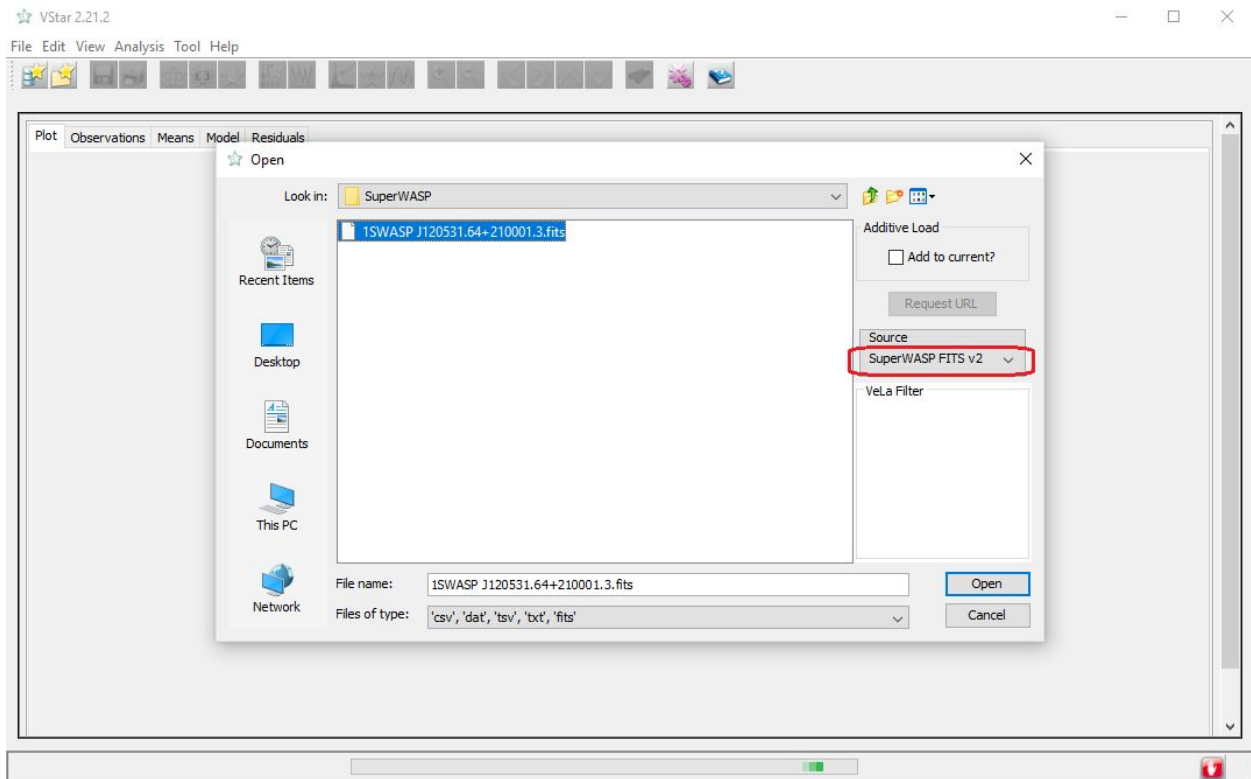 VStar 2.21.2
File Edit View Analysis Tool Help
Plot Observations Means Model Residuals
Open
Look in: SuperWASP
1SWASP J120531.64+210001.3.fits
Recent Items
Desktop
Documents
This PC
Network
Additive Load
Add to current?
Request URL
Source
SuperWASP FITS v2
VeLa Filter
File name: 1SWASP J120531.64+210001.3.fits
Open
Files of type: 'csv', 'dat', 'tsv', 'txt', 'fits'
Cancel